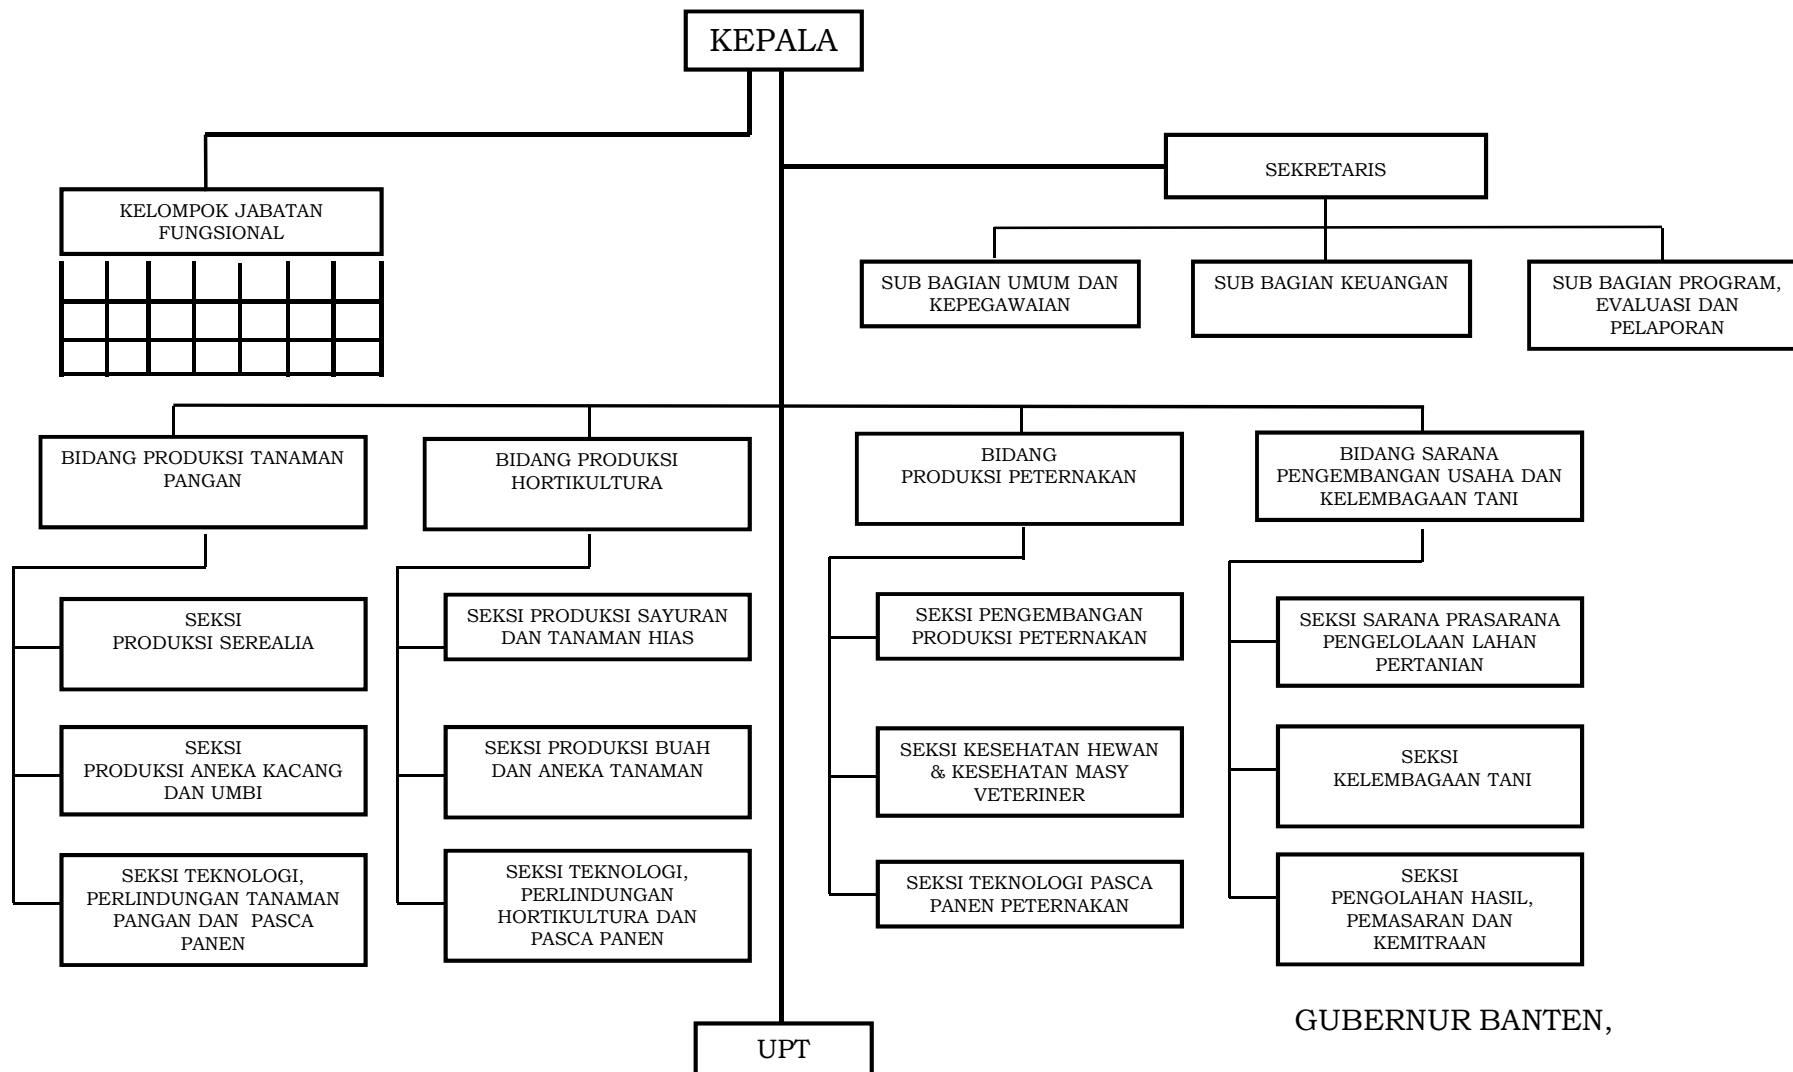 KEPALA
SEKRETARIS
KELOMPOK JABATAN
FUNGSIONAL
SUB BAGIAN UMUM DAN
KEPEGAWAIAN
SUB BAGIAN KEUANGAN
SUB BAGIAN PROGRAM,
EVALUASI DAN
PELAPORAN
BIDANG PRODUKSI TANAMAN
PANGAN
BIDANG PRODUKSI
HORTIKULTURA
BIDANG
PRODUKSI PETERNAKAN
BIDANG SARANA
PENGEMBANGAN USAHA DAN
KELEMBAGAAN TANI
SEKSI
PRODUKSI SEREALIA
SEKSI PRODUKSI SAYURAN
DAN TANAMAN HIAS
SEKSI PENGEMBANGAN
PRODUKSI PETERNAKAN
SEKSI SARANA PRASARANA
PENGELOLAAN LAHAN
PERTANIAN
SEKSI
PRODUKSI ANEKA KACANG
DAN UMBI
SEKSI PRODUKSI BUAH
DAN ANEKA TANAMAN
SEKSI KESEHATAN HEWAN
& KESEHATAN MASY
VETERINER
SEKSI
KELEMBAGAAN TANI
SEKSI TEKNOLOGI,
PERLINDUNGAN TANAMAN
PANGAN DAN PASCA
PANEN
SEKSI TEKNOLOGI,
PERLINDUNGAN
HORTIKULTURA DAN
PASCA PANEN
SEKSI TEKNOLOGI PASCA
PANEN PETERNAKAN
SEKSI
PENGOLAHAN HASIL,
PEMASARAN DAN
KEMITRAAN
GUBERNUR BANTEN,
UPT